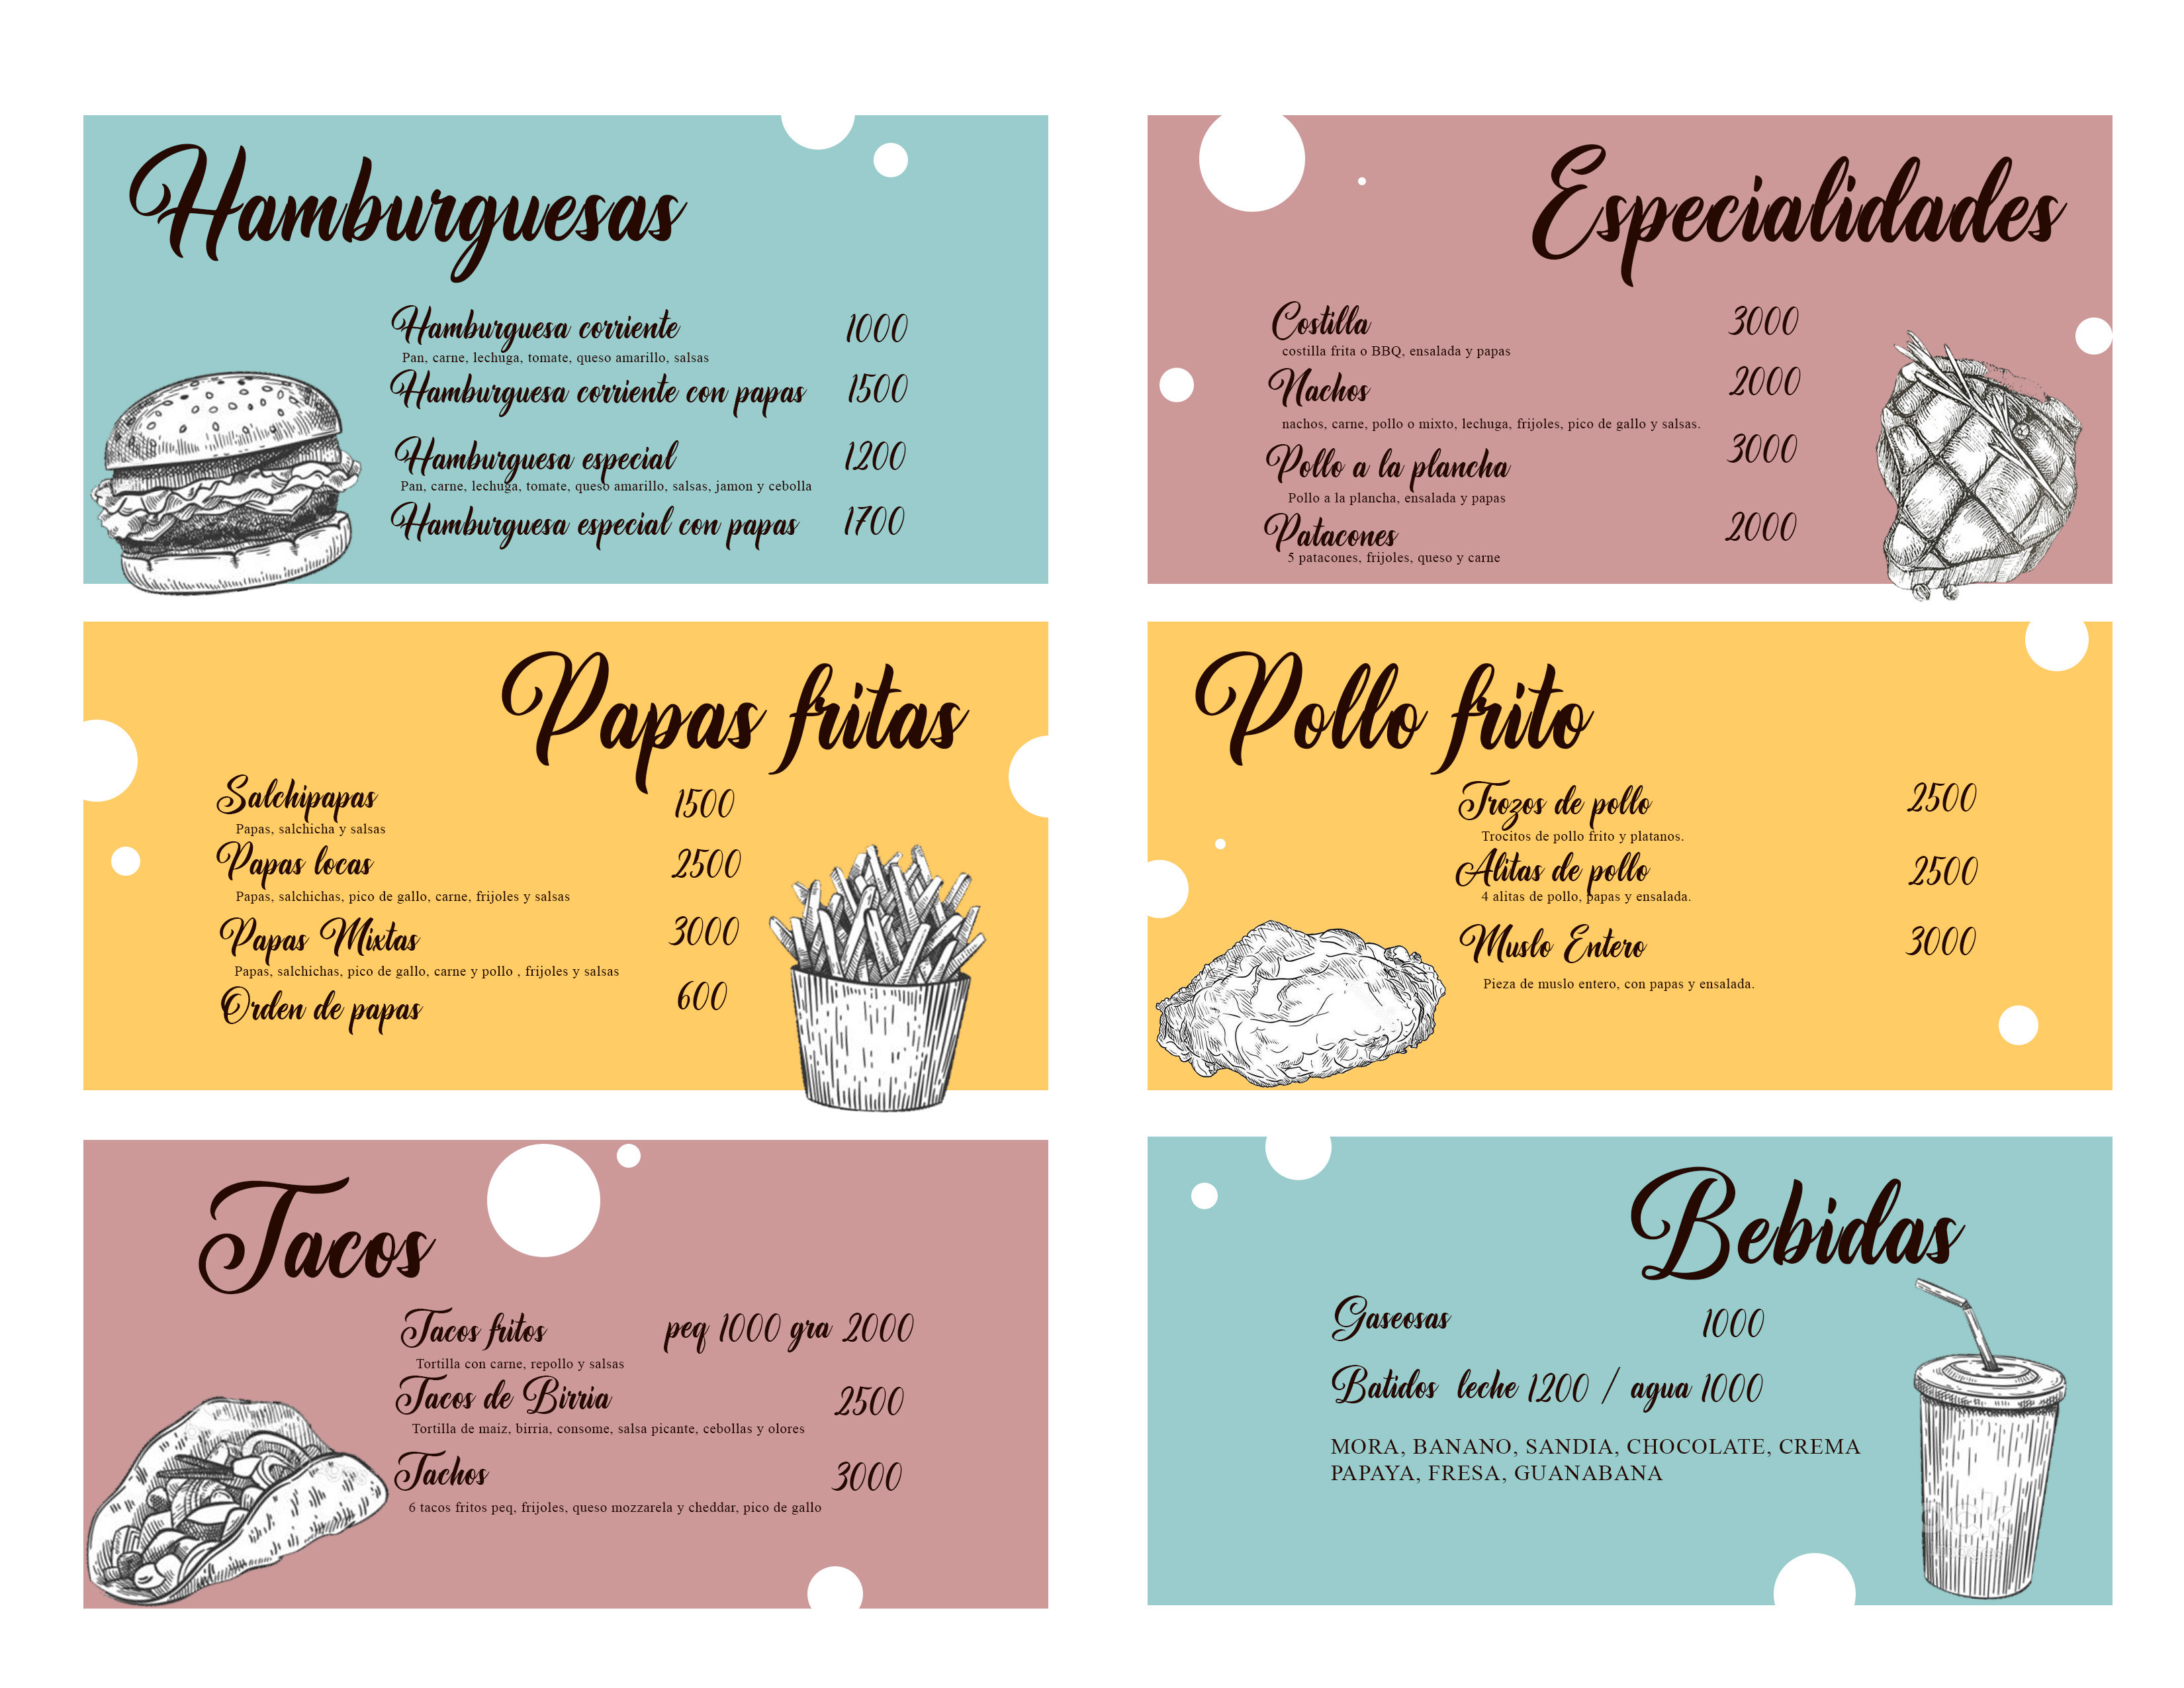 Hamburguesas
Hamburguesa corriente 1000
Pan, carne, lechuga, tomate, queso amarillo, salsas
Hamburguesa corriente con papas 1500
Hamburguesa especial 1200
Pan, carne, lechuga, tomate, queso amarillo, salsas, jamon y cebolla
Hamburguesa especial con papas 1700
Especialidades
Costilla 3000
costilla frita o BBQ, ensalada y papas
Nachos 2000
nachos, carne, pollo o mixto, lechuga, frijoles, pico de gallo y salsas.
Pollo a la plancha 3000
Pollo a la plancha, ensalada y papas
Patacones 2000
5 patacones, frijoles, queso y carne
Papas fritas
Salchipapas 1500
Papas, salchicha y salsas
Papas locas 2500
Papas, salchichas, pico de gallo, carne, frijoles y salsas
Papas Mixtas 3000
Papas, salchichas, pico de gallo, carne y pollo , frijoles y salsas
Orden de papas 600
Pollo frito
Trozos de pollo 2500
Trocitos de pollo frito y platanos.
Alitas de pollo 2500
4 alitas de pollo, papas y ensalada.
Muslo Entero 3000
Pieza de muslo entero, con papas y ensalada.
Tacos
Tacos fritos peq 1000 gra 2000
Tortilla con carne, repollo y salsas
Tacos de Birria 2500
Tortilla de maiz, birria, consome, salsa picante, cebollas y olores
Tachos 3000
6 tacos fritos peq, frijoles, queso mozzarela y cheddar, pico de gallo
Bebidas
Gaseosas 1000
Batidos leche 1200 / agua 1000
MORA, BANANO, SANDIA, CHOCOLATE, CREMA
PAPAYA, FRESA, GUANABANA